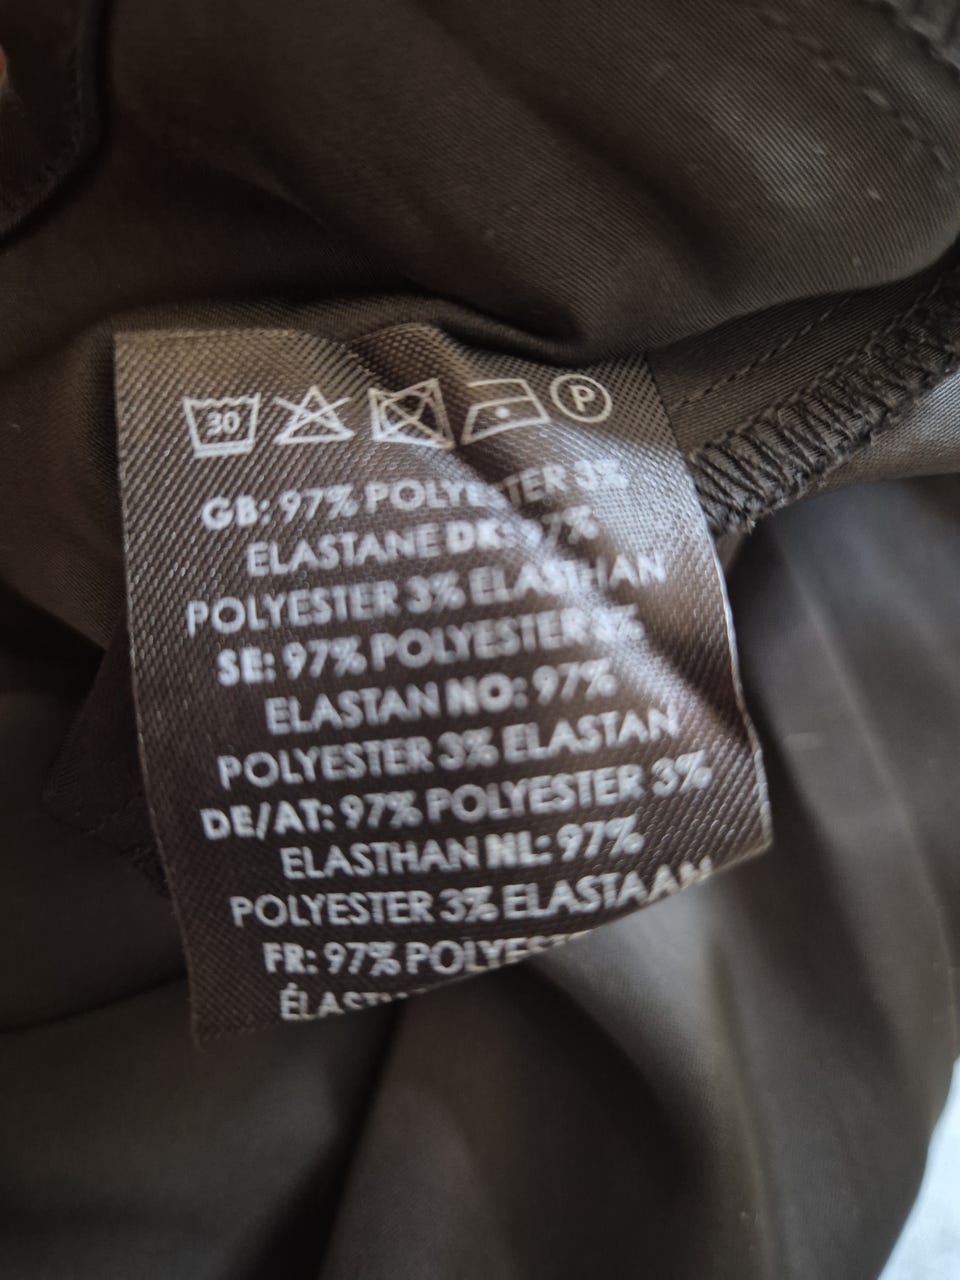 30 P
GB: 97% POLYESTER 3%
ELASTANE DK: 97%
POLYESTER 3% ELASTHAN
SE: 97% POLYESTER 3%
ELASTAN NO: 97%
POLYESTER 3% ELASTAN
DE/AT: 97% POLYESTER 3%
ELASTHAN NL: 97%
POLYESTER 3% ELASTAAN
FR: 97%